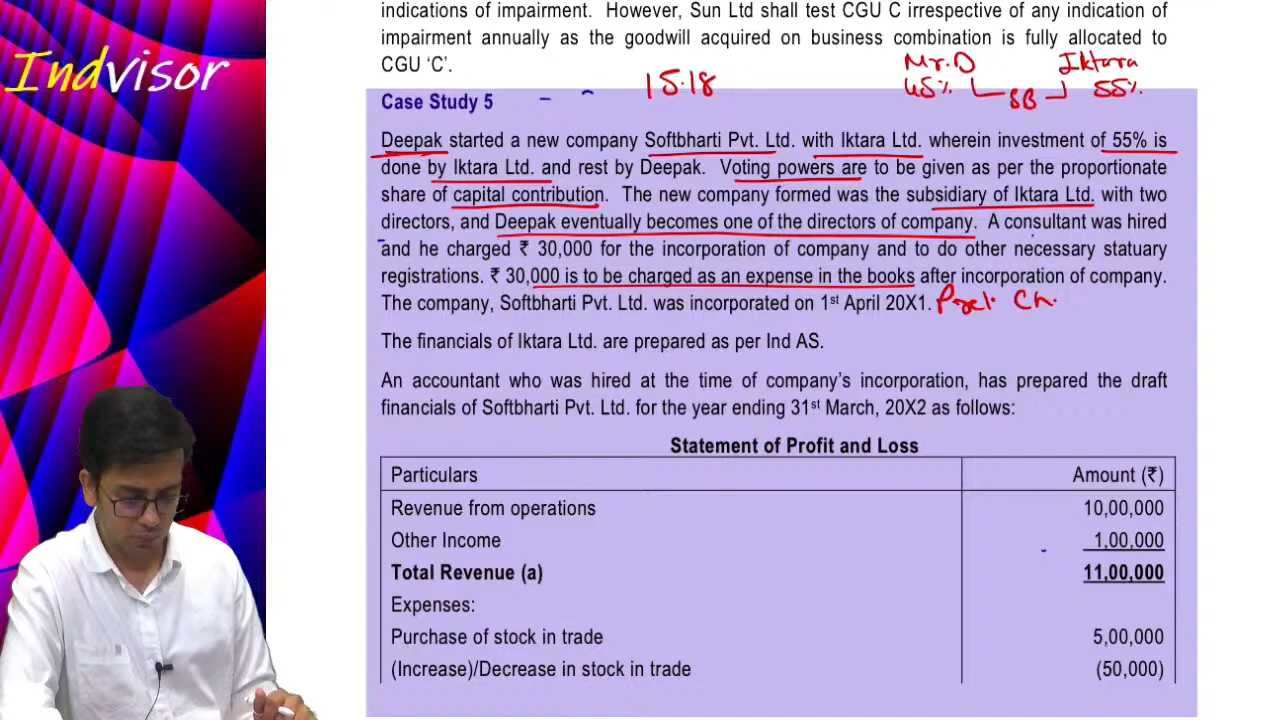 indications of impairment. However, Sun Ltd shall test CGU C irrespective of any indication of
impairment annually as the goodwill acquired on business combination is fully allocated to
CGU ‘C’.
Indvisor
15.18
Mr. D
Iktara
45%
SB
55%
Case Study 5
Deepak started a new company Softbharti Pvt. Ltd. with Iktara Ltd. wherein investment of 55% is
done by Iktara Ltd. and rest by Deepak. Voting powers are to be given as per the proportionate
share of capital contribution. The new company formed was the subsidiary of Iktara Ltd. with two
directors, and Deepak eventually becomes one of the directors of company. A consultant was hired
and he charged ₹ 30,000 for the incorporation of company and to do other necessary statuary
registrations. ₹ 30,000 is to be charged as an expense in the books after incorporation of company.
The company, Softbharti Pvt. Ltd. was incorporated on 1st April 20X1.
The financials of Iktara Ltd. are prepared as per Ind AS.
An accountant who was hired at the time of company’s incorporation, has prepared the draft
financials of Softbharti Pvt. Ltd. for the year ending 31st March, 20X2 as follows:
Statement of Profit and Loss
Particulars Amount (₹)
Revenue from operations 10,00,000
Other Income 1,00,000
Total Revenue (a) 11,00,000
Expenses:
Purchase of stock in trade 5,00,000
(Increase)/Decrease in stock in trade (50,000)